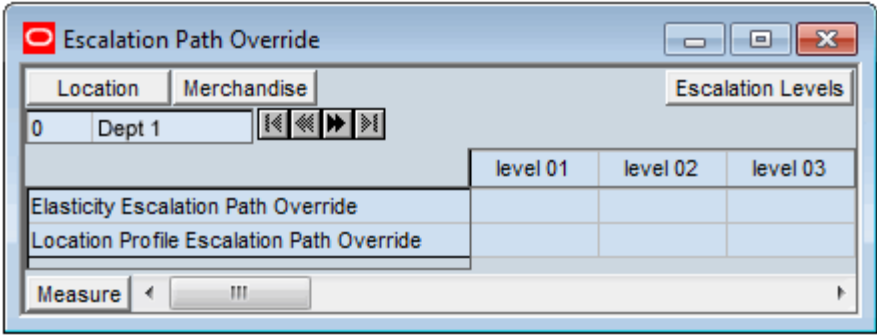 Escalation Path Override
Location Merchandise Escalation Levels
0 Dept 1
level 01 level 02 level 03
Elasticity Escalation Path Override
Location Profile Escalation Path Override
Measure